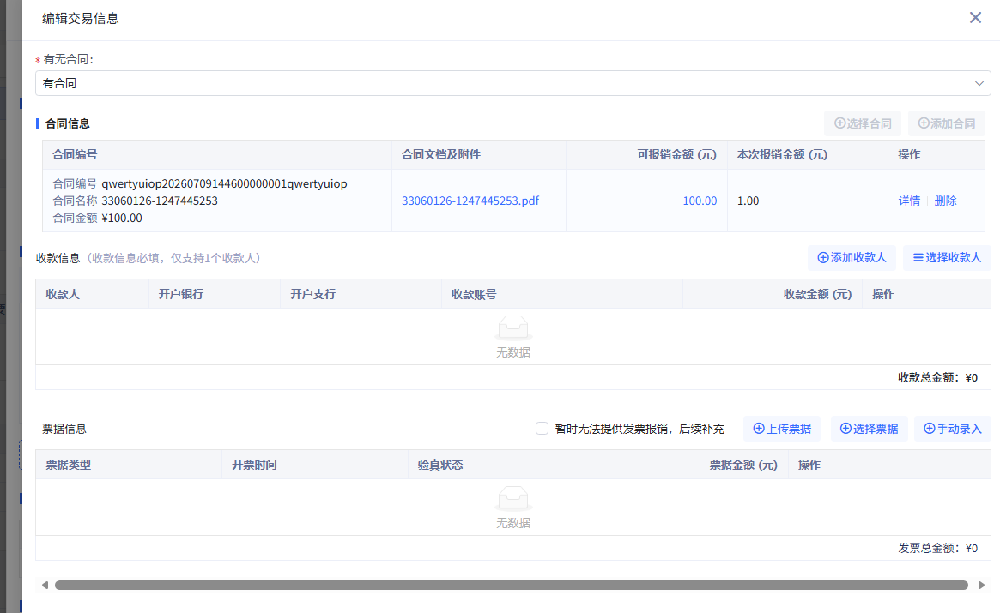 编辑交易信息
* 有无合同：
有合同
合同信息
选择合同 添加合同
合同编号 合同文档及附件 可报销金额 (元) 本次报销金额 (元) 操作
合同编号 qwertyuiop20260709144600000001qwertyuiop
合同名称 33060126-1247445253
合同金额 ¥100.00
33060126-1247445253.pdf 100.00 1.00 详情 删除
收款信息（收款信息必填，仅支持1个收款人）
添加收款人 选择收款人
收款人 开户银行 开户支行 收款账号 收款金额 (元) 操作
无数据
收款总金额：¥0
票据信息
暂时无法提供发票报销，后续补充 上传票据 选择票据 手动录入
票据类型 开票时间 验真状态 票据金额 (元) 操作
无数据
发票总金额：¥0